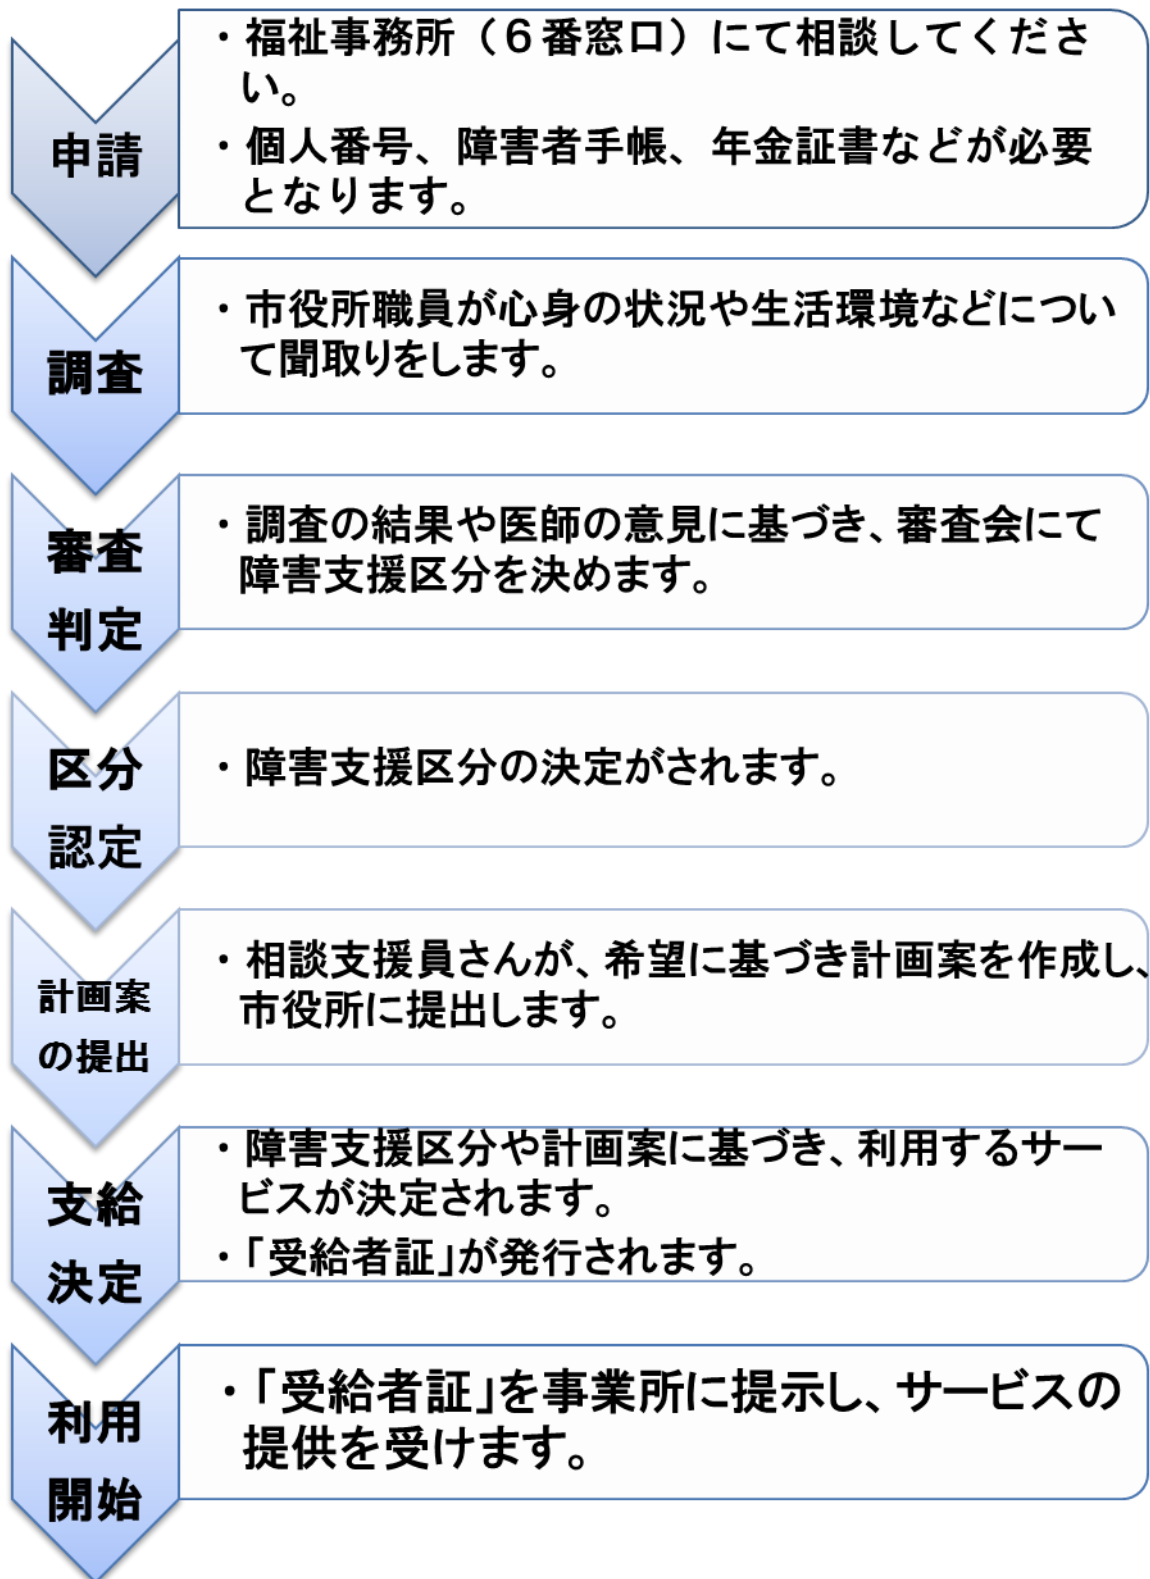 申請
・福祉事務所（６番窓口）にて相談してくださ
い。
・個人番号、障害者手帳、年金証書などが必要
となります。
調査
・市役所職員が心身の状況や生活環境などについ
て聞取りをします。
審査
判定
・調査の結果や医師の意見に基づき、審査会にて
障害支援区分を決めます。
区分
認定
・障害支援区分の決定がされます。
計画案
の提出
・相談支援員さんが、希望に基づき計画案を作成し、
市役所に提出します。
支給
決定
・障害支援区分や計画案に基づき、利用するサー
ビスが決定されます。
・「受給者証」が発行されます。
利用
開始
・「受給者証」を事業所に提示し、サービスの
提供を受けます。